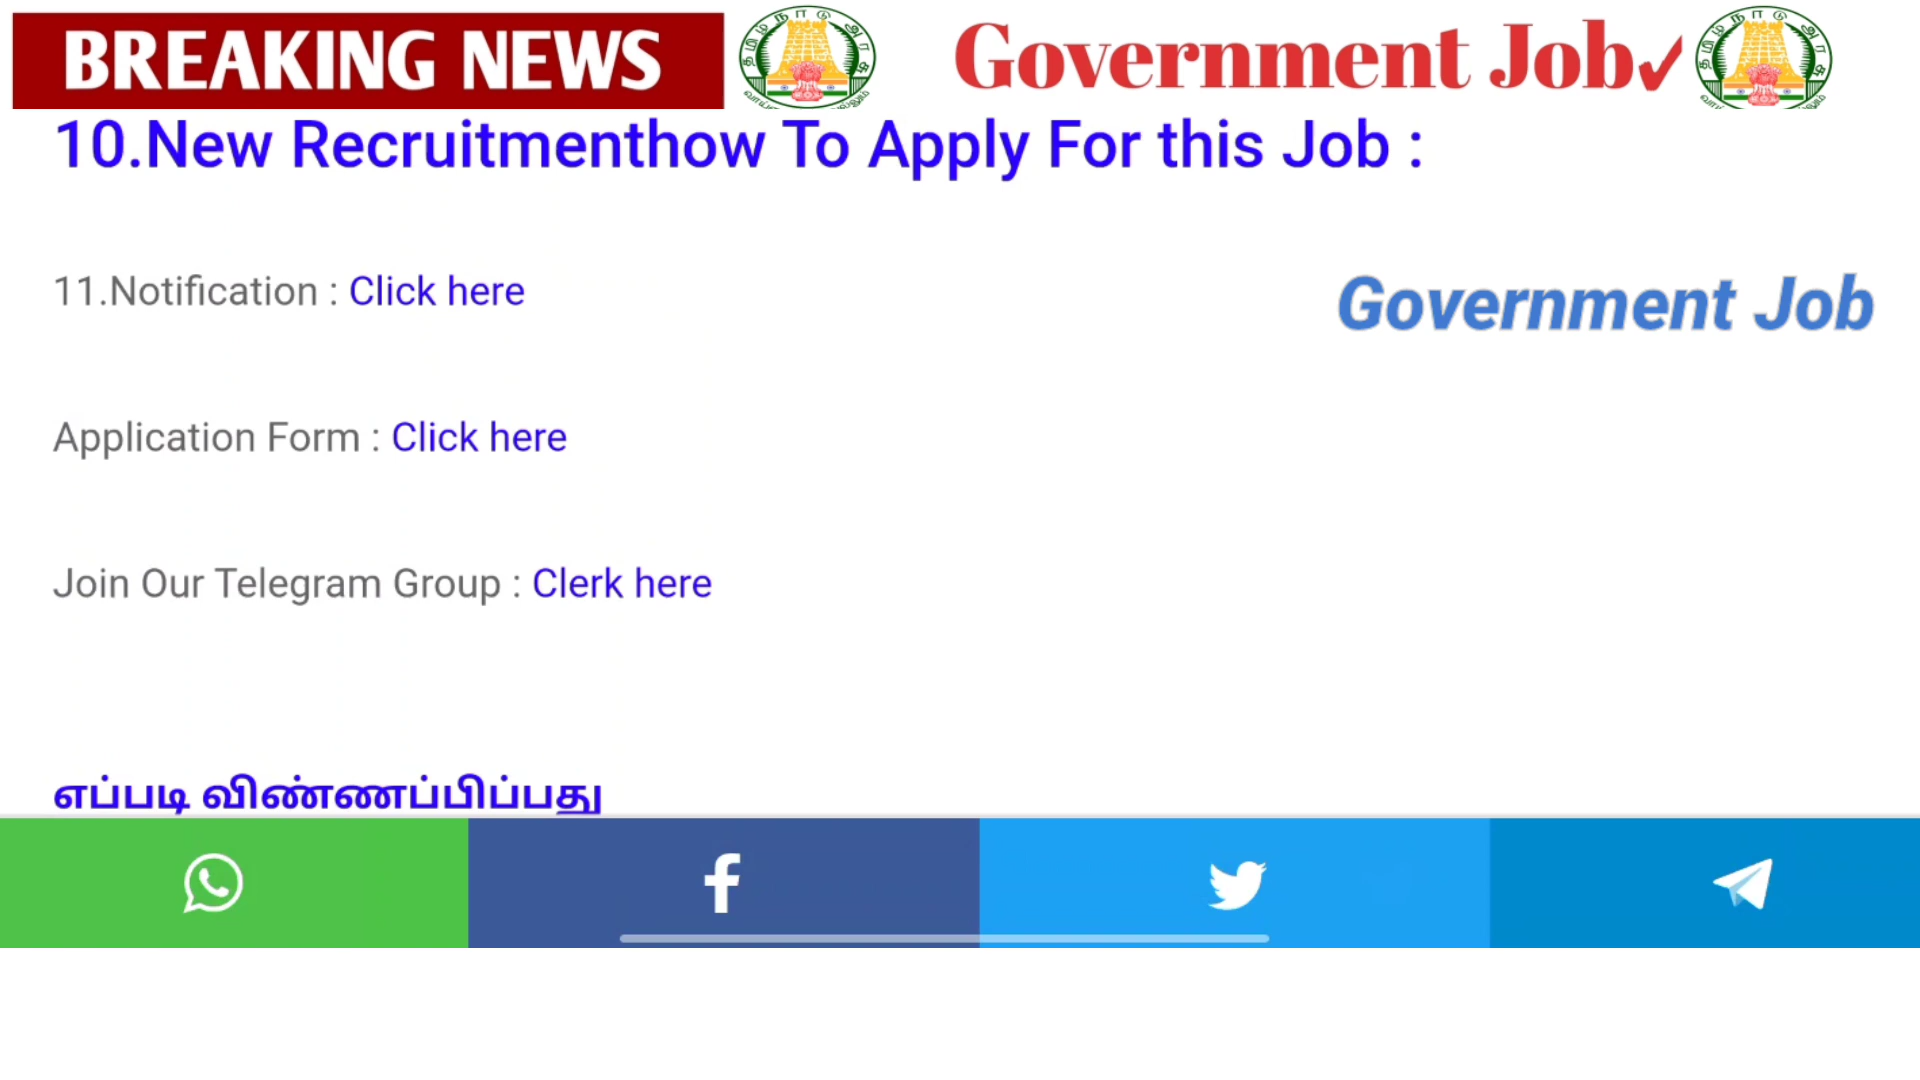 BREAKING NEWS
Government Job✓
10.New Recruitmenthow To Apply For this Job :
11.Notification : Click here
Government Job
Application Form : Click here
Join Our Telegram Group : Clerk here
எப்படி விண்ணப்பிப்பது